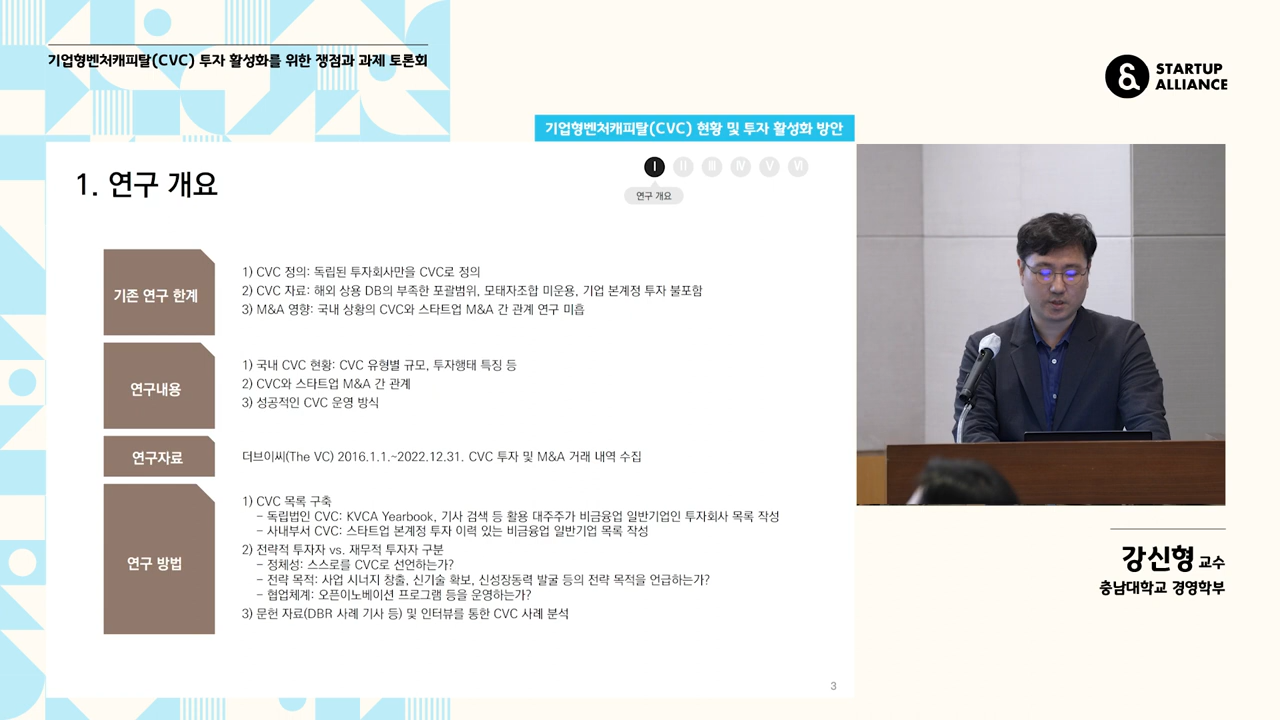 기업형벤처캐피탈(CVC) 투자 활성화를 위한 쟁점과 과제 토론회
STARTUP
ALLIANCE
기업형벤처캐피탈(CVC) 현황 및 투자 활성화 방안
I II III IV V VI
1. 연구 개요
연구 개요
기존 연구 한계
1) CVC 정의: 독립된 투자회사만을 CVC로 정의
2) CVC 자료: 해외 상용 DB의 부족한 포괄범위, 모태자조합 미운용, 기업 본계정 투자 불포함
3) M&A 영향: 국내 상황의 CVC와 스타트업 M&A 간 관계 연구 미흡
연구내용
1) 국내 CVC 현황: CVC 유형별 규모, 투자행태 특징 등
2) CVC와 스타트업 M&A 간 관계
3) 성공적인 CVC 운영 방식
연구자료
더브이씨(The VC) 2016.1.1.~2022.12.31. CVC 투자 및 M&A 거래 내역 수집
연구 방법
1) CVC 목록 구축
- 독립법인 CVC: KVCA Yearbook, 기사 검색 등 활용 대주주가 비금융업 일반기업인 투자회사 목록 작성
- 사내부서 CVC: 스타트업 본계정 투자 이력 있는 비금융업 일반기업 목록 작성
2) 전략적 투자자 vs. 재무적 투자자 구분
- 정체성: 스스로를 CVC로 선언하는가?
- 전략 목적: 사업 시너지 창출, 신기술 확보, 신성장동력 발굴 등의 전략 목적을 언급하는가?
- 협업체계: 오픈이노베이션 프로그램 등을 운영하는가?
3) 문헌 자료(DBR 사례 기사 등) 및 인터뷰를 통한 CVC 사례 분석
3
강신형 교수
충남대학교 경영학부